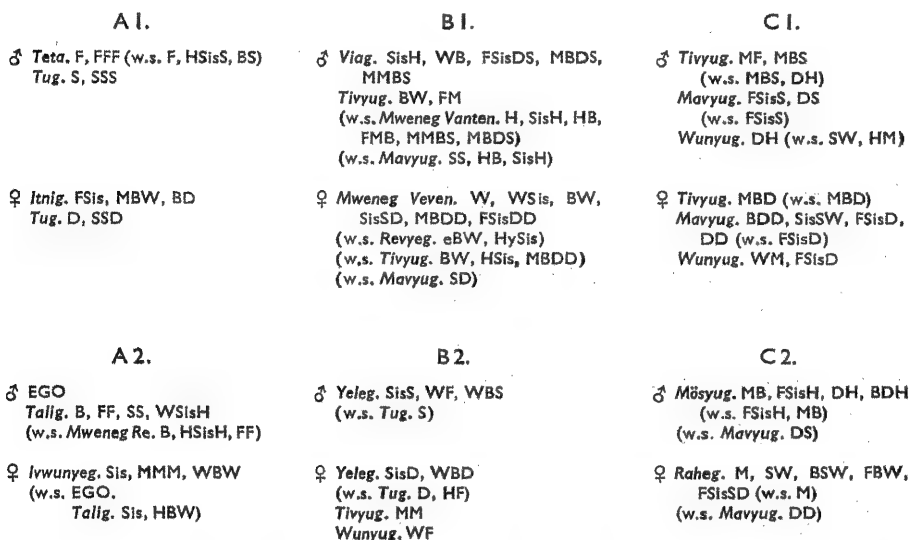 A1.
♂ Teta. F, FFF (w.s. F, HSisS, BS)
Tug. S, SSS
♀ Itnig. FSis, MBW, BD
Tug. D, SSD
B1.
♂ Viag. SisH, WB, FSisDS, MBDS,
MMBS
Tivyug. BW, FM
(w.s. Mweneg Vanten. H, SisH, HB,
FMB, MMBS, MBDS)
(w.s. Mavyug. SS, HB, SisH)
♀ Mweneg Veven. W, WSis, BW,
SisSD, MBDD, FSisDD
(w.s. Revyeg. eBW, HySis)
(w.s. Tivyug. BW, HSis, MBDD)
(w.s. Mavyug. SD)
C1.
♂ Tivyug. MF, MBS
(w.s. MBS, DH)
Mavyug. FSisS, DS
(w.s. FSisS)
Wunyug. DH (w.s. SW, HM)
♀ Tivyug. MBD (w.s. MBD)
Mavyug. BDD, SisSW, FSisD,
DD (w.s. FSisD)
Wunyug. WM, FSisD
A2.
♂ EGO
Talig. B, FF, SS, WSisH
(w.s. Mweneg Re. B, HSisH, FF)
♀ Ivwunyeg. Sis, MMM, WBW
(w.s. EGO.
Talig. Sis, HBW)
B2.
♂ Yeleg. SisS, WF, WBS
(w.s. Tug. S)
♀ Yeleg. SisD, WBD
(w.s. Tug. D, HF)
Tivyug. MM
Wunyug. WF
C2.
♂ Mösyug. MB, FSisH, DH, BDH
(w.s. FSisH, MB)
(w.s. Mavyug. DS)
♀ Raheg. M, SW, BSW, FBW,
FSisSD (w.s. M)
(w.s. Mavyug. DD)